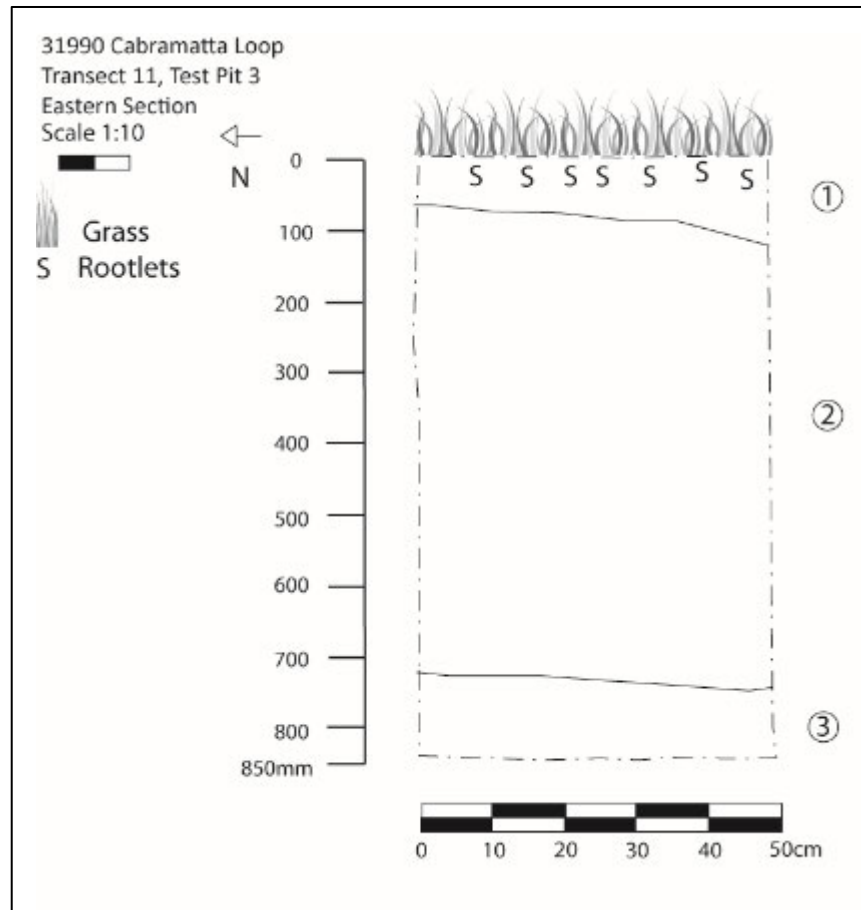 31990 Cabramatta Loop
Transect 11, Test Pit 3
Eastern Section
Scale 1:10
N
Grass
S Rootlets
0
100
200
300
400
500
600
700
800
850mm
S S S S S S S
①
②
③
0 10 20 30 40 50cm